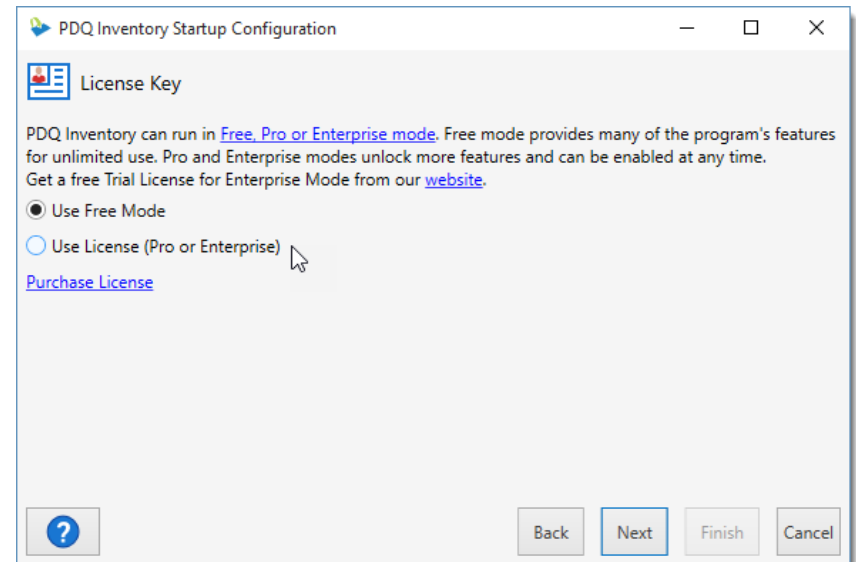 PDQ Inventory Startup Configuration
License Key
PDQ Inventory can run in Free, Pro or Enterprise mode. Free mode provides many of the program's features
for unlimited use. Pro and Enterprise modes unlock more features and can be enabled at any time.
Get a free Trial License for Enterprise Mode from our website.
Use Free Mode
Use License (Pro or Enterprise)
Purchase License
? Back Next Finish Cancel